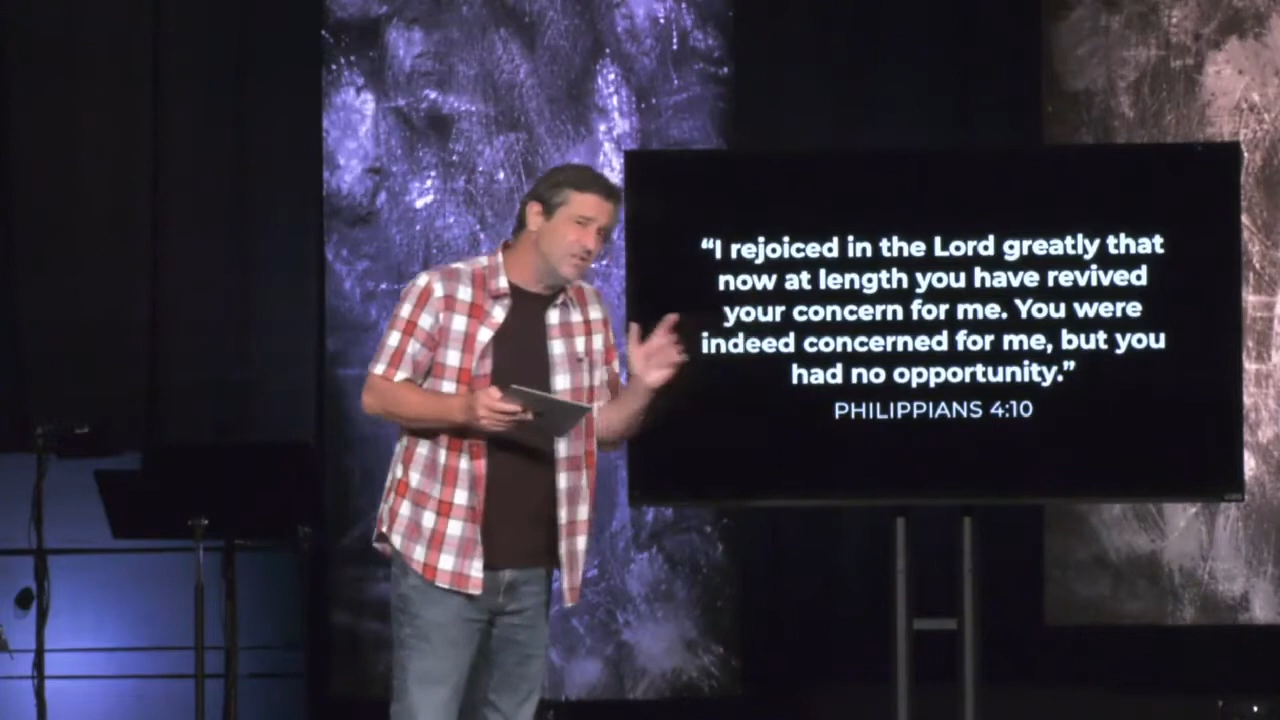 “I rejoiced in the Lord greatly that
now at length you have revived
your concern for me. You were
indeed concerned for me, but you
had no opportunity.”
PHILIPPIANS 4:10